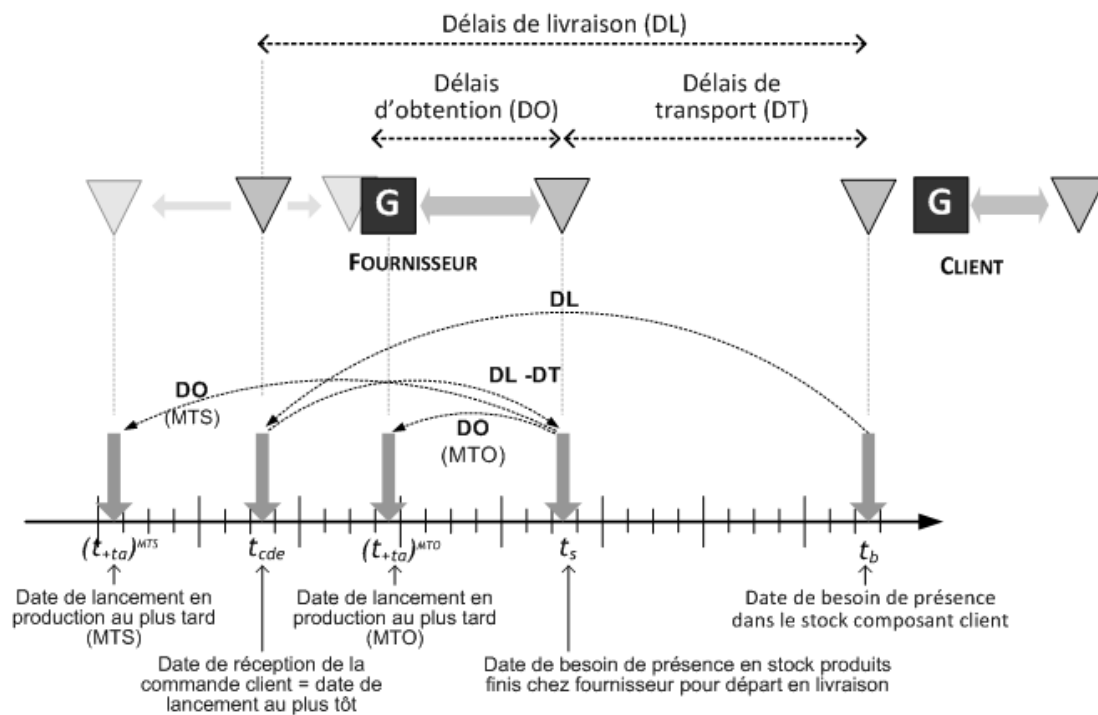 Délais de livraison (DL)
Délais
d'obtention (DO)
Délais de
transport (DT)
G
G
FOURNISSEUR
CLIENT
DL
DL -DT
DO
(MTS)
DO
(MTO)
(t+ta)MTS
tcde
(t+ta)MTO
ts
tb
Date de lancement en
production au plus tard
(MTS)
Date de lancement en
production au plus tard
(MTO)
Date de besoin de présence
dans le stock composant client
Date de réception de la
commande client = date de
lancement au plus tôt
Date de besoin de présence en stock produits
finis chez fournisseur pour départ en livraison